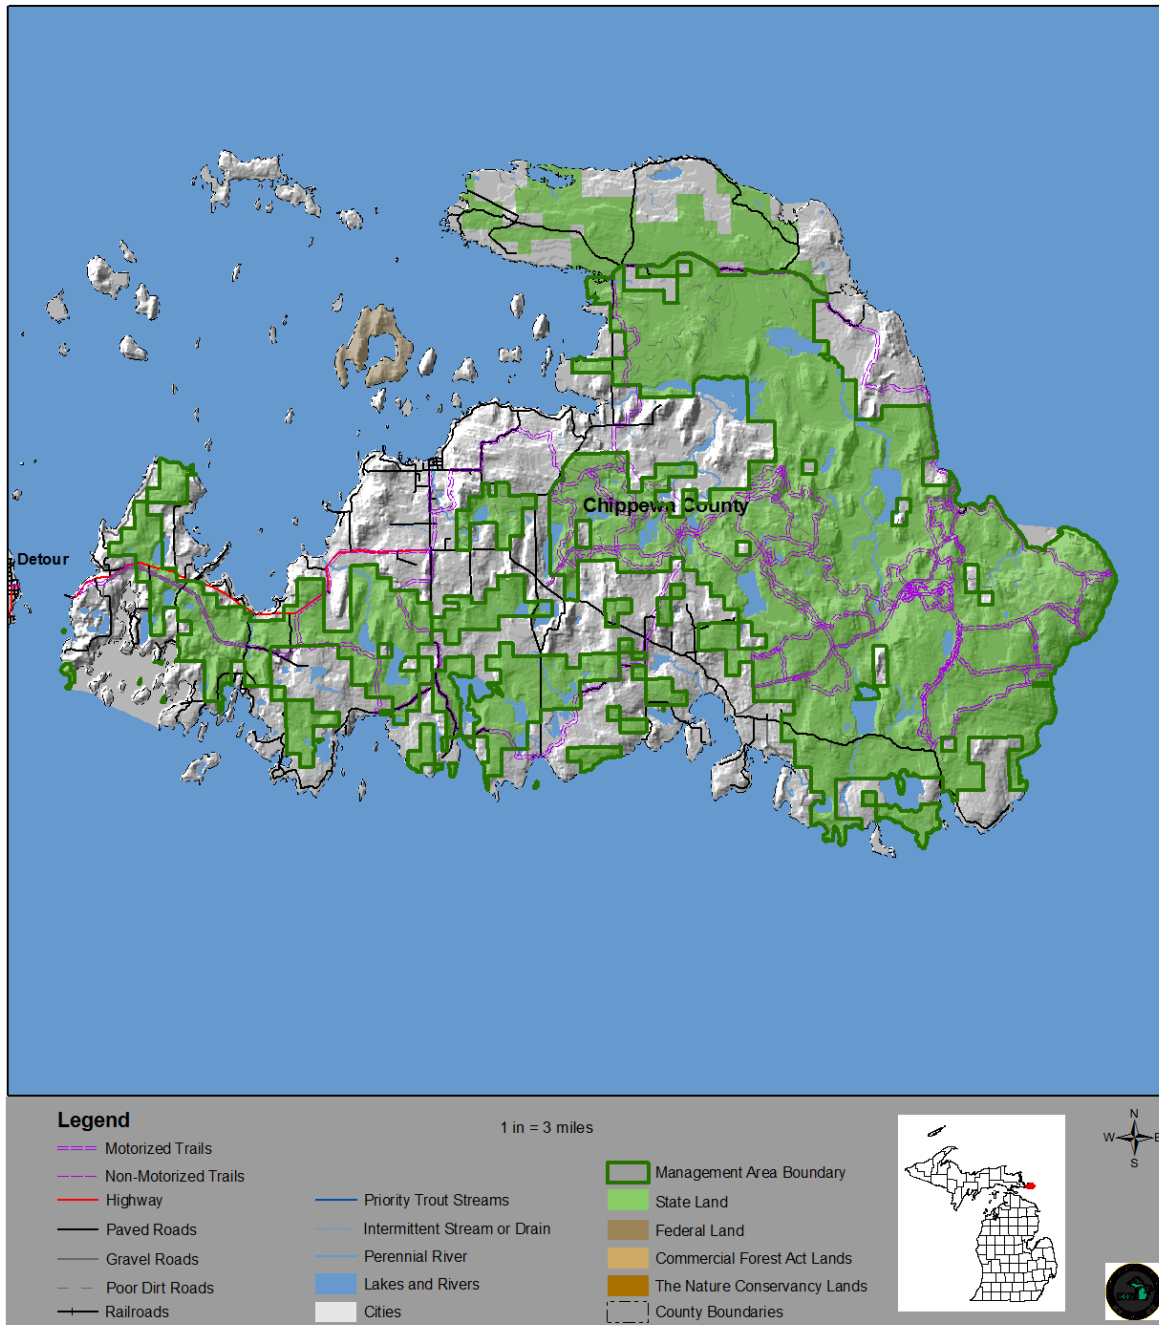 Chippewa County
Detour
Legend
1 in = 3 miles
Motorized Trails
Non-Motorized Trails
Highway
Paved Roads
Gravel Roads
Poor Dirt Roads
Railroads
Priority Trout Streams
Intermittent Stream or Drain
Perennial River
Lakes and Rivers
Cities
Management Area Boundary
State Land
Federal Land
Commercial Forest Act Lands
The Nature Conservancy Lands
County Boundaries
N
W E
S